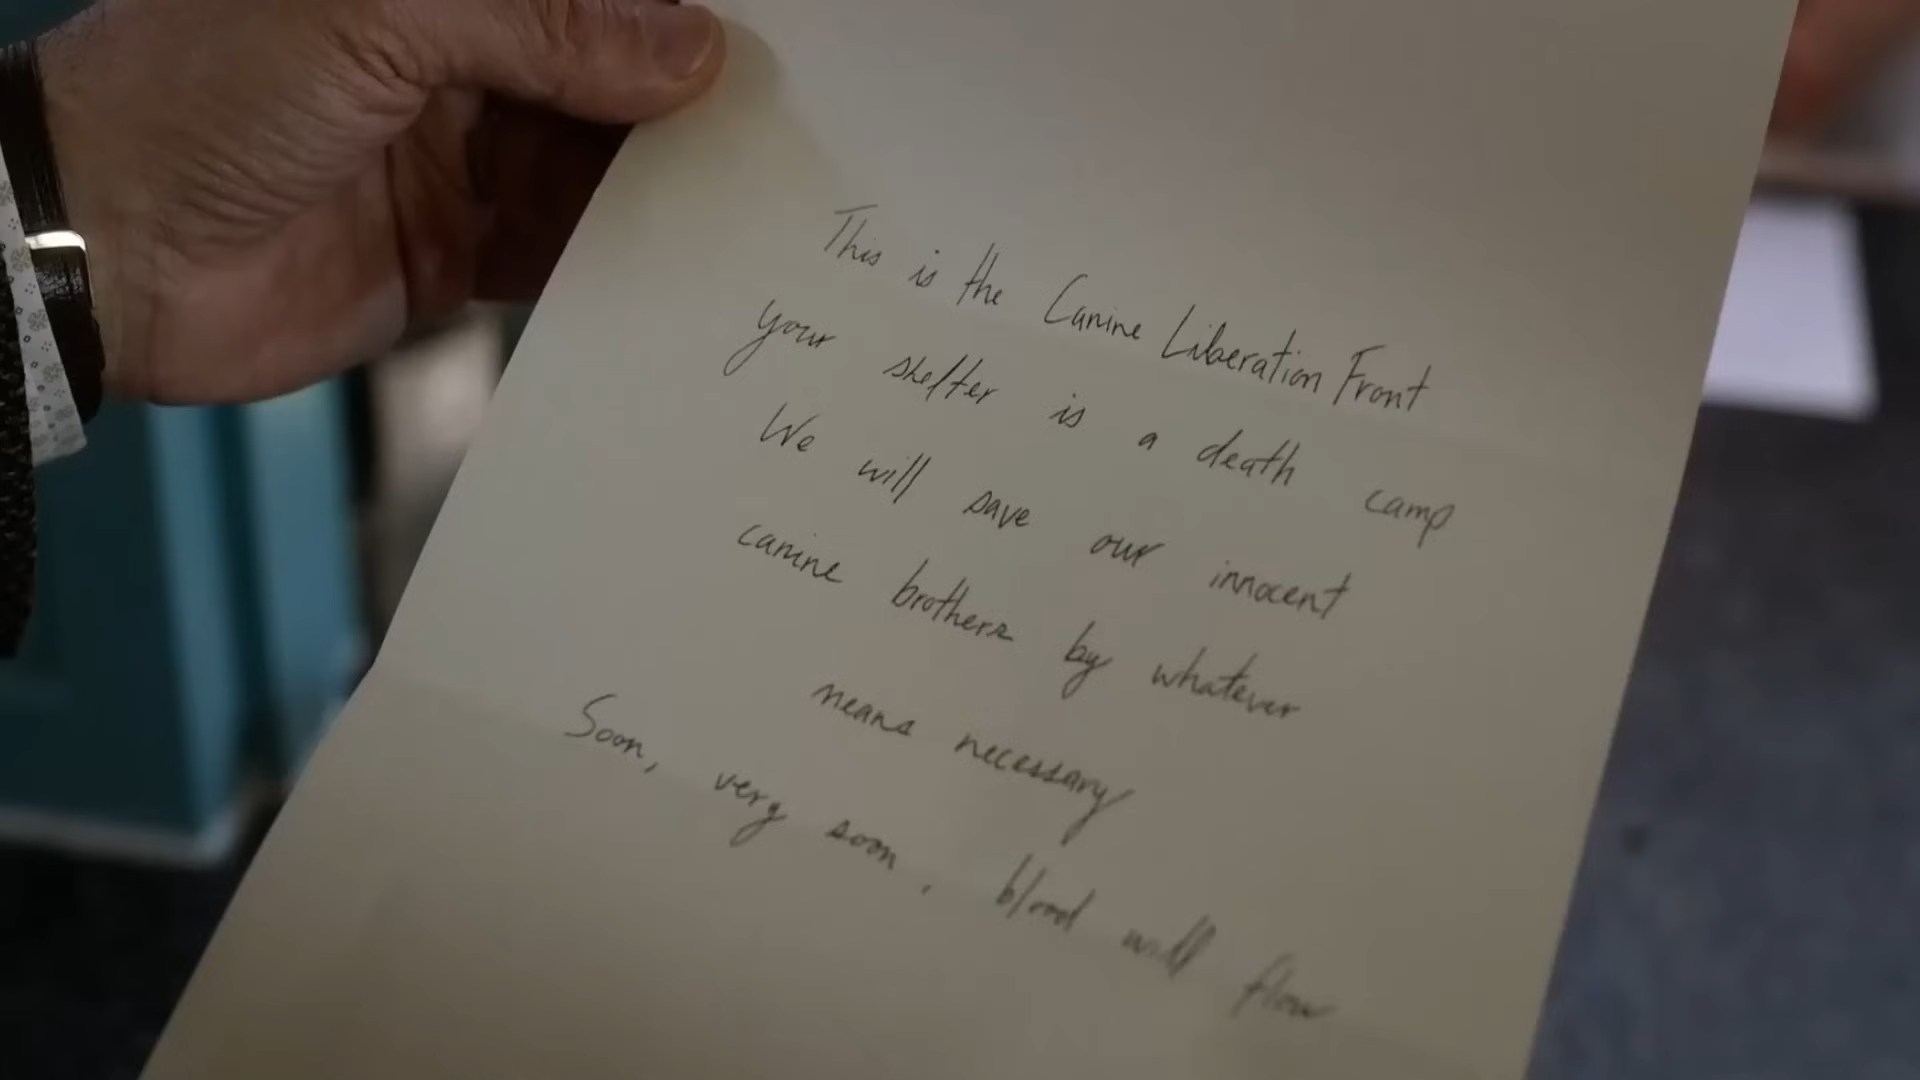 This is the Canine Liberation Front
your shelter is a death camp
We will save our innocent
canine brothers by whatever
means necessary
Soon, very soon, blood will flow